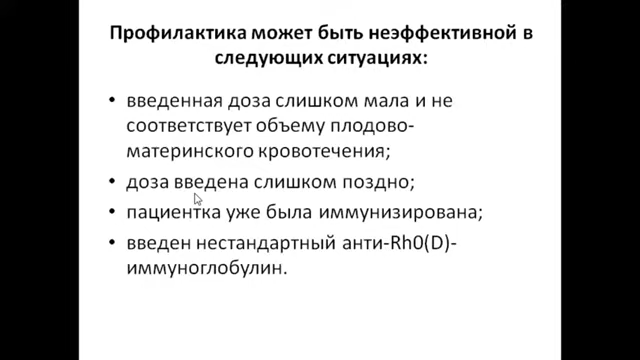 Профилактика может быть неэффективной в
следующих ситуациях:
• введенная доза слишком мала и не
соответствует объему плодово-
материнского кровотечения;
• доза введена слишком поздно;
• пациентка уже была иммунизирована;
• введен нестандартный анти-Rh0(D)-
иммуноглобулин.